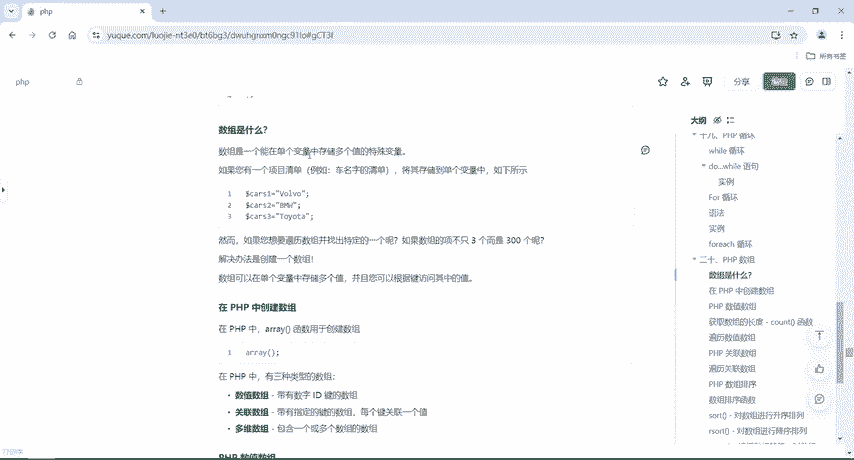 php
yuque.com/luojie-nt3e0/bt6bg3/dwuhgnxm0ngc91lo#gCT3f
所有书签
php
分享
数组是什么?
数组是一个能在单个变量中存储多个值的特殊变量。
如果您有一个项目清单（例如：车名字的清单），将其存储到单个变量中，如下所示
1 $cars1="Volvo";
2 $cars2="BMW";
3 $cars3="Toyota";
然而，如果您想要遍历数组并找出特定的一个呢？如果数组的项不只 3 个而是 300 个呢？
解决办法是创建一个数组！
数组可以在单个变量中存储多个值，并且您可以根据键访问其中的值。
在 PHP 中创建数组
在 PHP 中，array() 函数用于创建数组
1 array();
在 PHP 中，有三种类型的数组：
• 数值数组 - 带有数字 ID 键的数组
• 关联数组 - 带有指定的键的数组，每个键关联一个值
• 多维数组 - 包含一个或多个数组的数组
PHP 数值数组
大纲
十九、PHP 循环
while 循环
do...while 语句
实例
For 循环
语法
实例
foreach 循环
二十、PHP 数组
数组是什么?
在 PHP 中创建数组
PHP 数值数组
获取数组的长度 - count() 函数
遍历数值数组
PHP 关联数组
遍历关联数组
PHP 数组排序
数组排序函数
sort() - 对数组进行升序排列
rsort() - 对数组进行降序排列